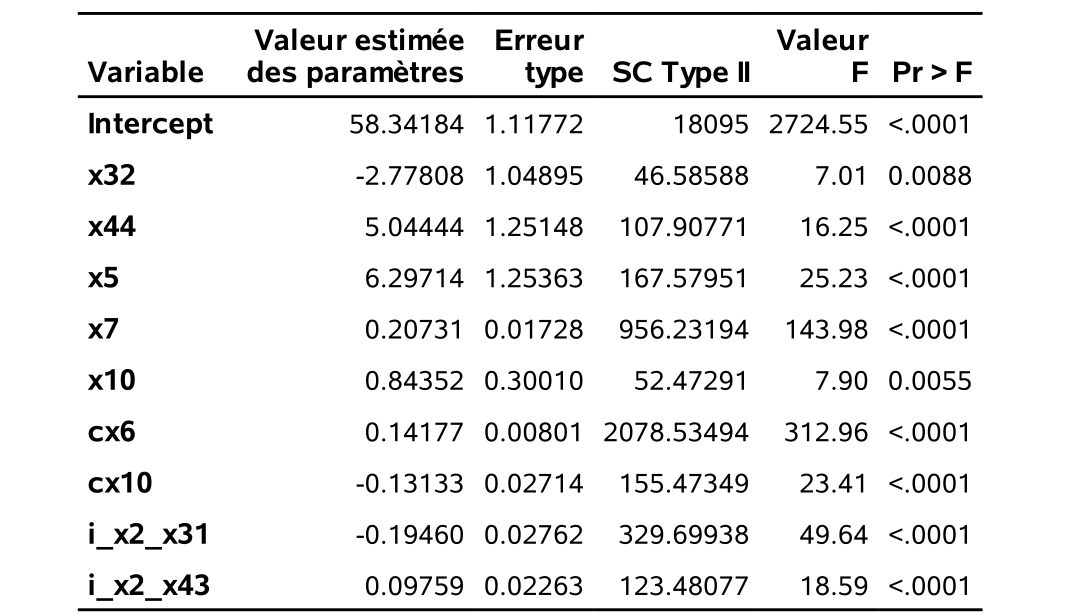 Variable Valeur estimée des paramètres Erreur type SC Type II Valeur F Pr > F
Intercept 58.34184 1.11772 18095 2724.55 <.0001
x32 -2.77808 1.04895 46.58588 7.01 0.0088
x44 5.04444 1.25148 107.90771 16.25 <.0001
x5 6.29714 1.25363 167.57951 25.23 <.0001
x7 0.20731 0.01728 956.23194 143.98 <.0001
x10 0.84352 0.30010 52.47291 7.90 0.0055
cx6 0.14177 0.00801 2078.53494 312.96 <.0001
cx10 -0.13133 0.02714 155.47349 23.41 <.0001
i_x2_x31 -0.19460 0.02762 329.69938 49.64 <.0001
i_x2_x43 0.09759 0.02263 123.48077 18.59 <.0001